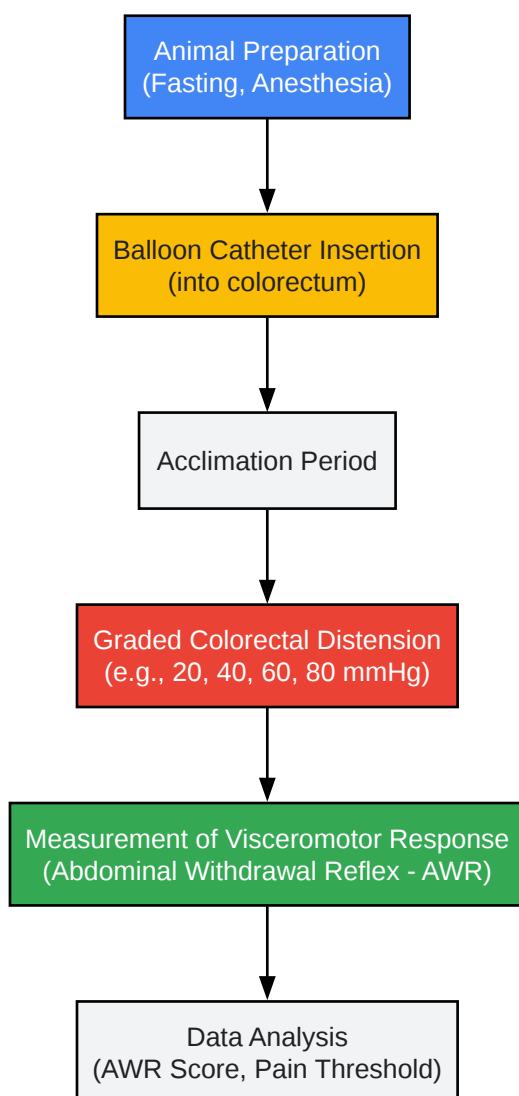 Animal Preparation
(Fasting, Anesthesia)
Balloon Catheter Insertion
(into colorectum)
Acclimation Period
Graded Colorectal Distension
(e.g., 20, 40, 60, 80 mmHg)
Measurement of Visceromotor Response
(Abdominal Withdrawal Reflex - AWR)
Data Analysis
(AWR Score, Pain Threshold)